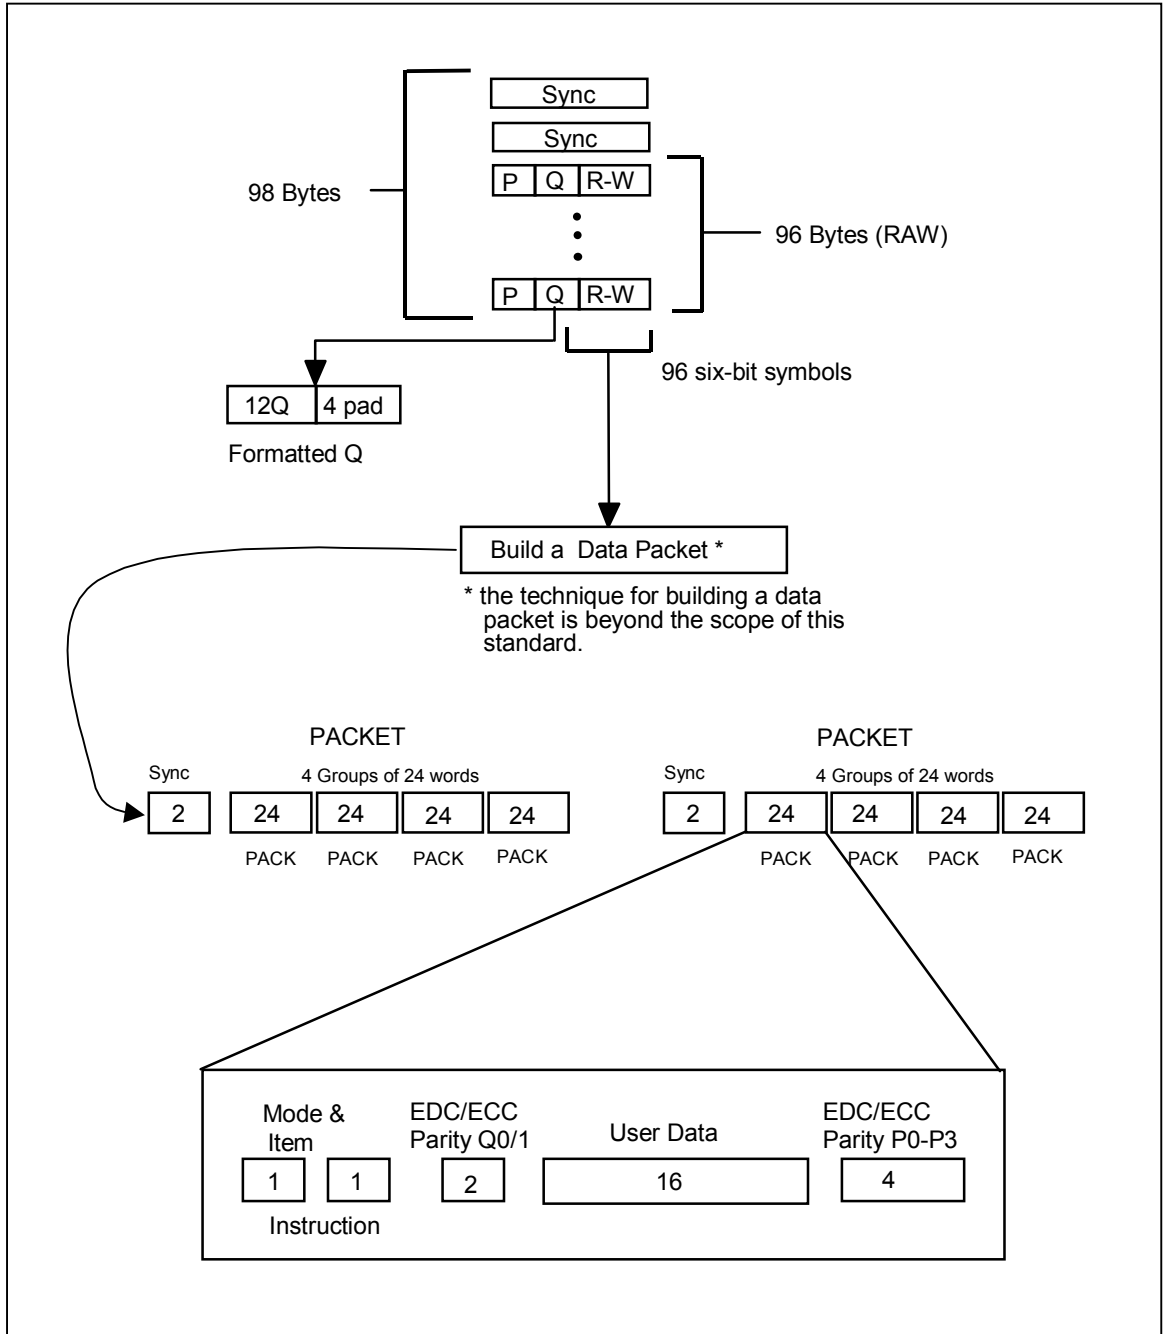 Sync
Sync
P Q R-W
98 Bytes
96 Bytes (RAW)
P Q R-W
96 six-bit symbols
12Q 4 pad
Formatted Q
Build a Data Packet *
* the technique for building a data
packet is beyond the scope of this
standard.
PACKET
Sync 4 Groups of 24 words
2 24 24 24 24
PACK PACK PACK PACK
PACKET
Sync 4 Groups of 24 words
2 24 24 24 24
PACK PACK PACK PACK
Mode &
Item
EDC/ECC
Parity Q0/1
User Data
EDC/ECC
Parity P0-P3
1 1 2 16 4
Instruction